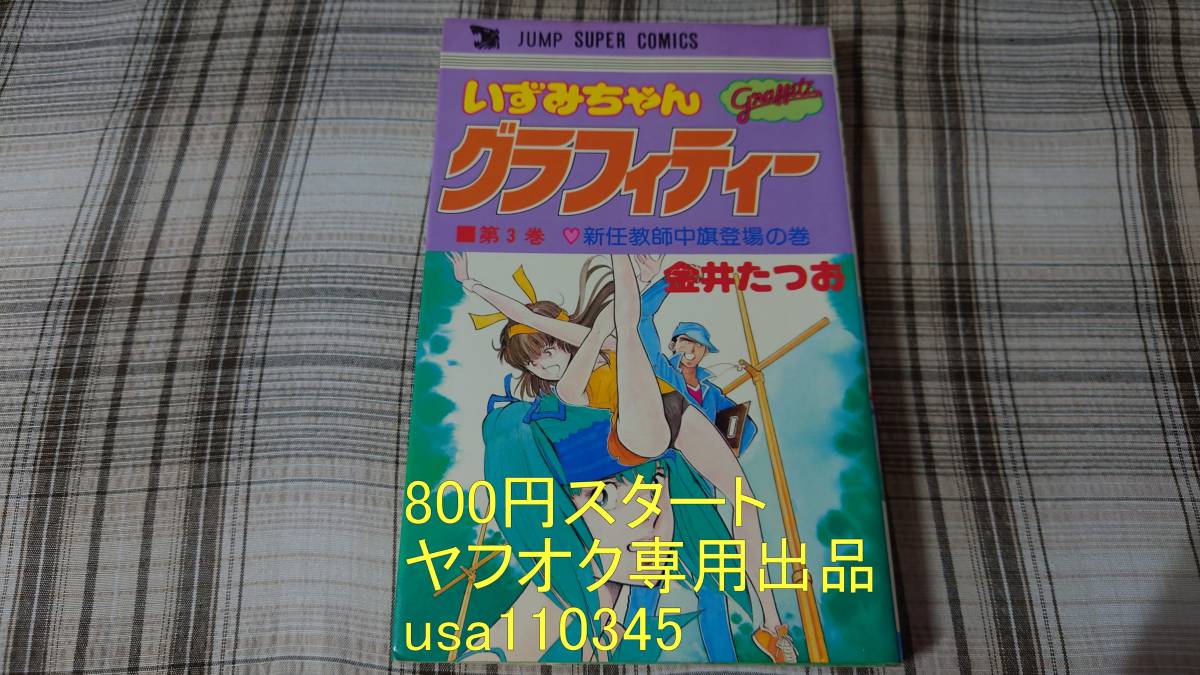 JUMP SUPER COMICS
いずみちゃん
Graffiti
グラフィティー
■第3巻 ♡新任教師中旗登場の巻
金井たつお
800円スタート
ヤフオク専用出品
usa110345